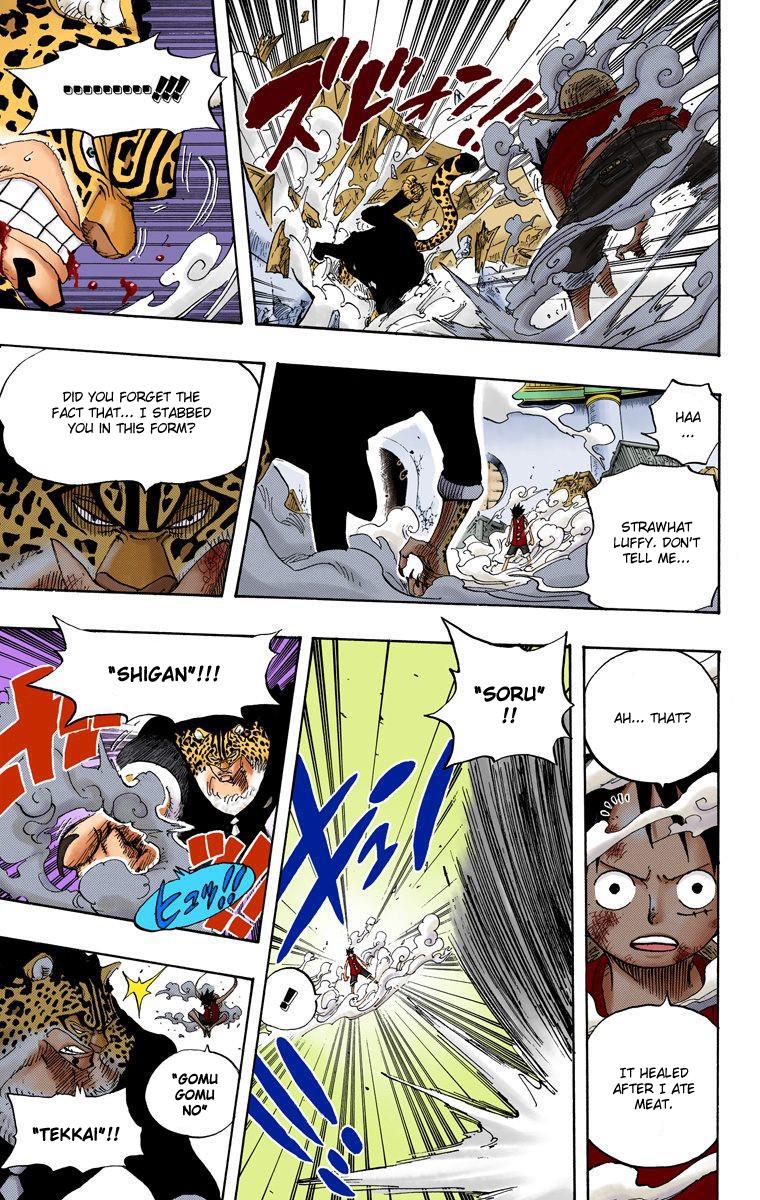 ズドォン!!
.........!!!
HAA
...
STRAWHAT
LUFFY. DON'T
TELL ME...
DID YOU FORGET THE
FACT THAT... I STABBED
YOU IN THIS FORM?
AH... THAT?
IT HEALED
AFTER I ATE
MEAT.
"SORU"
!!
!!
"SHIGAN"!!!
ヒュッ!!
"GOMU
GOMU
NO"
"TEKKAI"!!